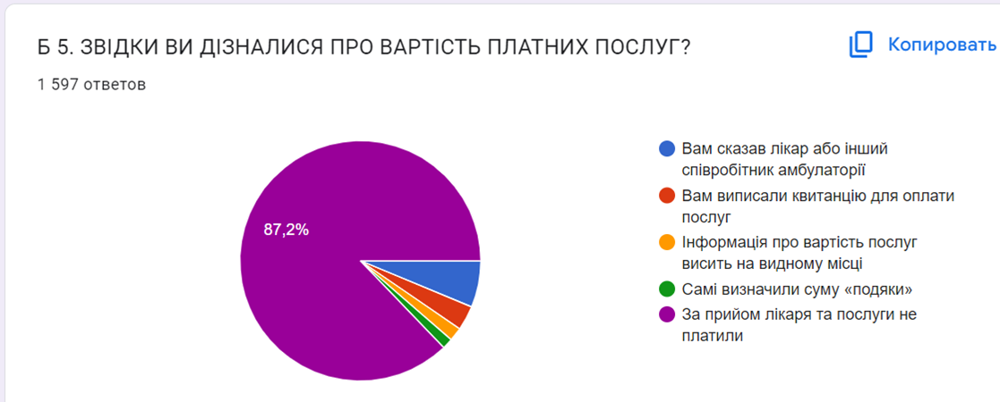 Б 5. ЗВІДКИ ВИ ДІЗНАЛИСЯ ПРО ВАРТІСТЬ ПЛАТНИХ ПОСЛУГ?
Копировать
1 597 ответов
87,2%
Вам сказав лікар або інший
співробітник амбулаторії
Вам виписали квитанцію для оплати
послуг
Інформація про вартість послуг
висить на видному місці
Самі визначили суму «подяки»
За прийом лікаря та послуги не
платили